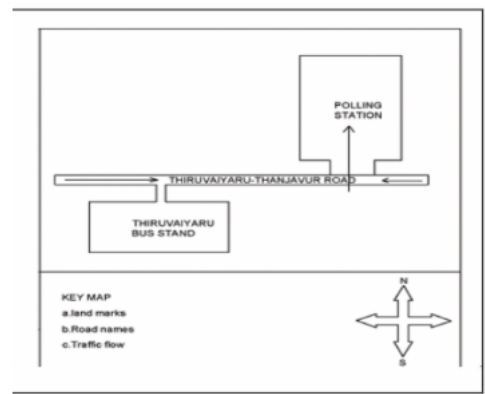 POLLING
STATION
THIRUVAIYARU-THANJAVUR ROAD
THIRUVAIYARU
BUS STAND
KEY MAP
a.land marks
b.Road names
c.Traffic flow
N
S